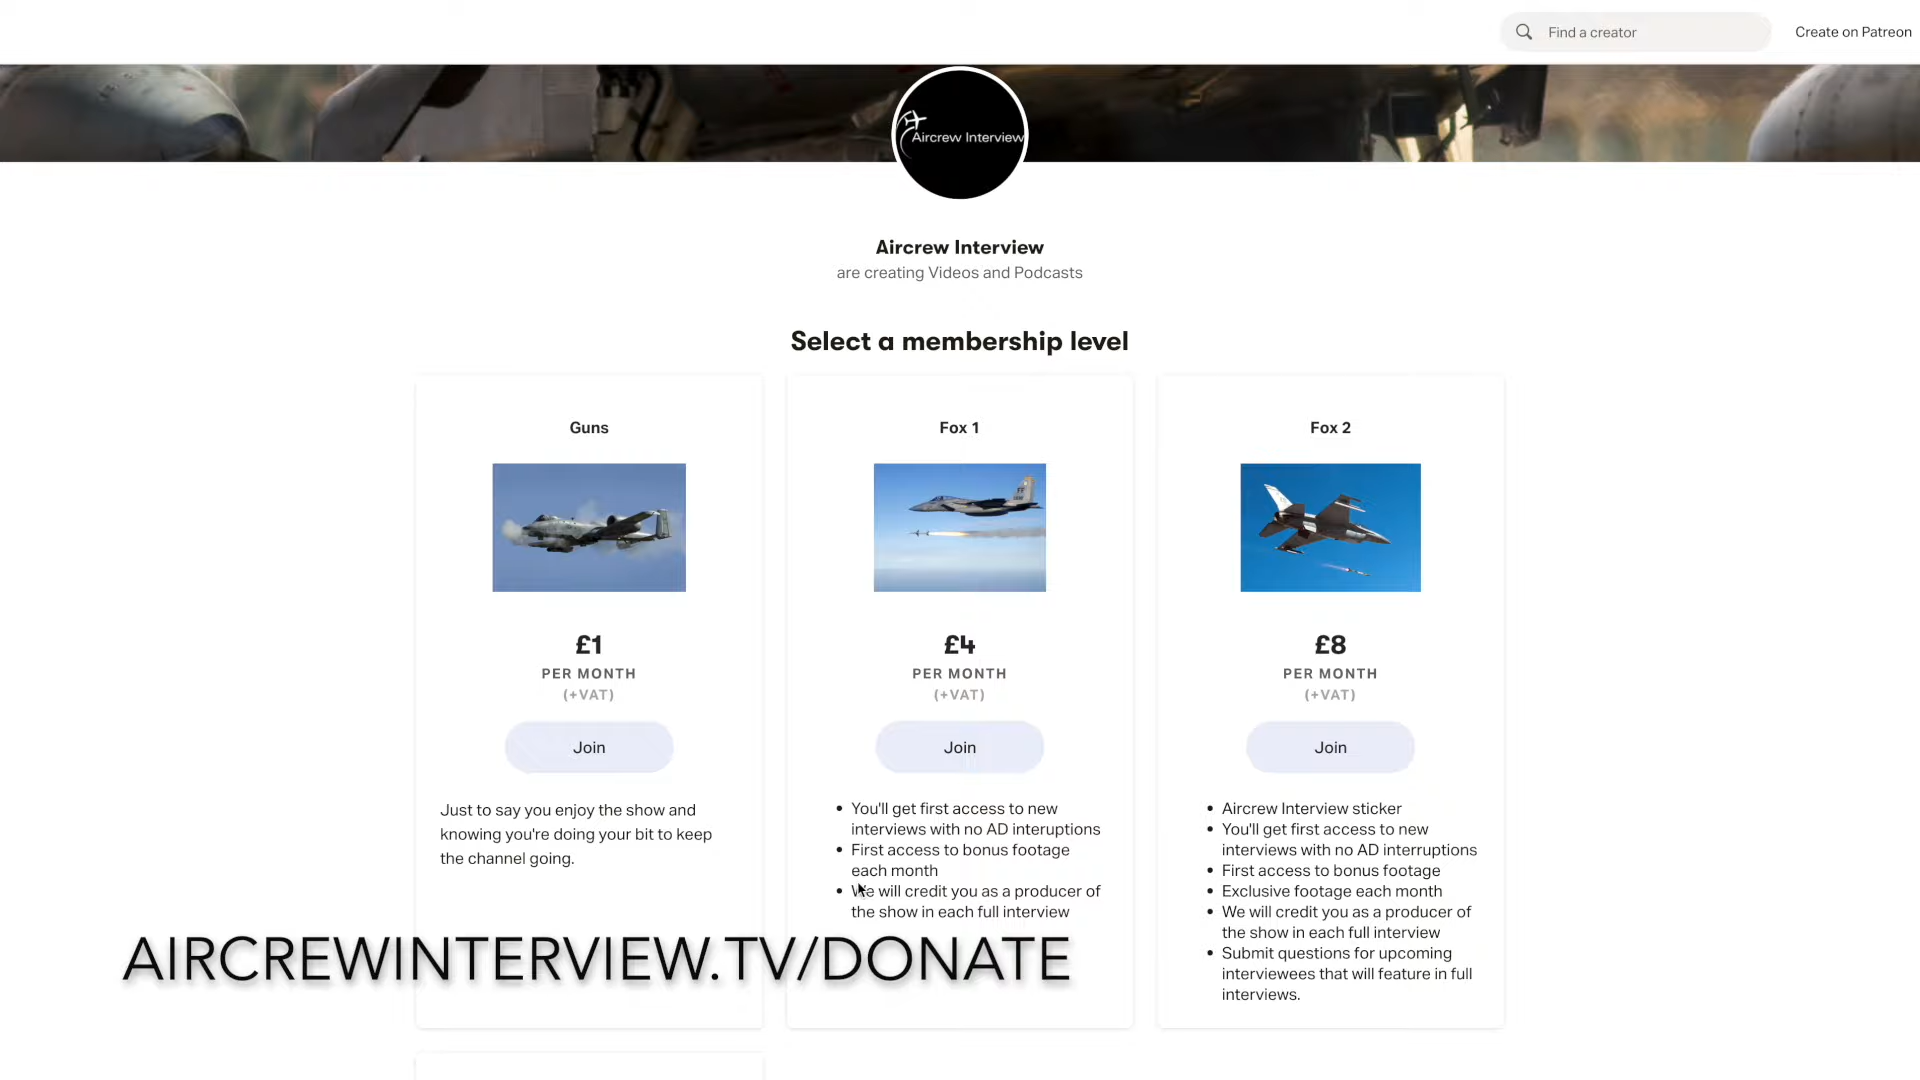 Find a creator
Create on Patreon
Aircrew Interview
Aircrew Interview
are creating Videos and Podcasts
Select a membership level
Guns
£1
PER MONTH
(+VAT)
Join
Just to say you enjoy the show and
knowing you're doing your bit to keep
the channel going.
Fox 1
£4
PER MONTH
(+VAT)
Join
You'll get first access to new
interviews with no AD interuptions
First access to bonus footage
each month
We will credit you as a producer of
the show in each full interview
Fox 2
£8
PER MONTH
(+VAT)
Join
Aircrew Interview sticker
You'll get first access to new
interviews with no AD interruptions
First access to bonus footage
Exclusive footage each month
We will credit you as a producer of
the show in each full interview
Submit questions for upcoming
interviewees that will feature in full
interviews.
AIRCREWINTERVIEW.TV/DONATE